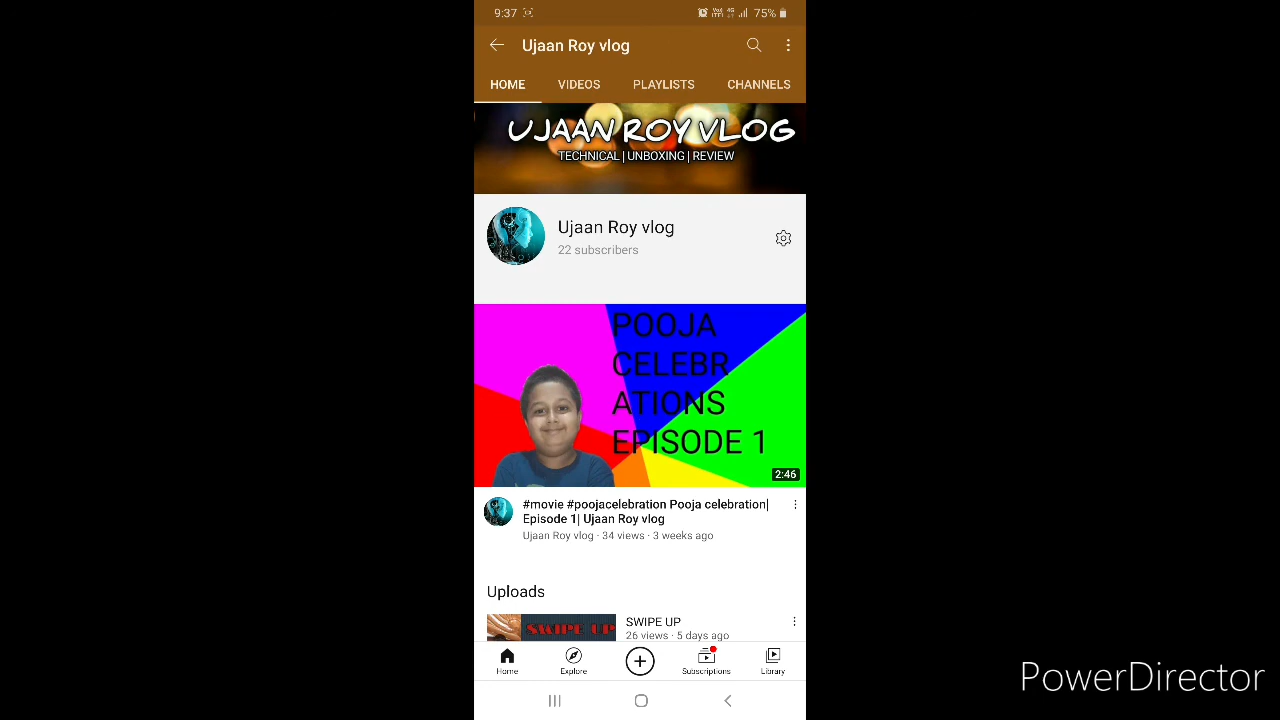 9:37
75%
Ujaan Roy vlog
HOME VIDEOS PLAYLISTS CHANNELS
UJAAN ROY VLOG
TECHNICAL | UNBOXING | REVIEW
Ujaan Roy vlog
22 subscribers
POOJA
CELEBR
ATIONS
EPISODE 1
2:46
#movie #poojacelebration Pooja celebration|
Episode 1| Ujaan Roy vlog
Ujaan Roy vlog · 34 views · 3 weeks ago
Uploads
SWIPE UP
SWIPE UP
26 views · 5 days ago
Home Explore Subscriptions Library
PowerDirector